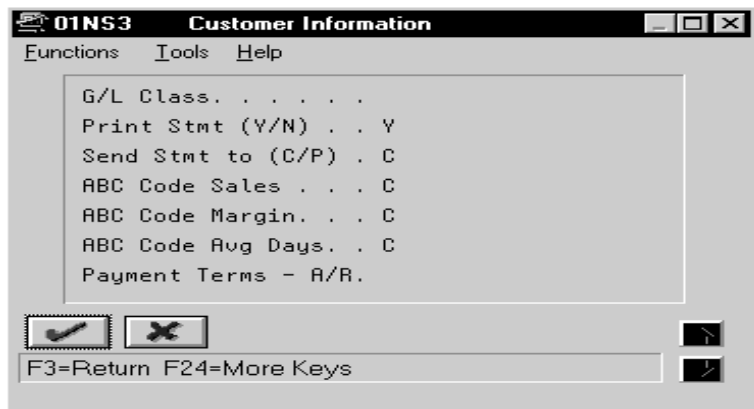 01NS3 Customer Information
Functions Tools Help
G/L Class. . . . . .
Print Stmt (Y/N) . . Y
Send Stmt to (C/P) . C
ABC Code Sales . . . C
ABC Code Margin. . . C
ABC Code Avg Days. . C
Payment Terms - A/R.
F3=Return F24=More Keys